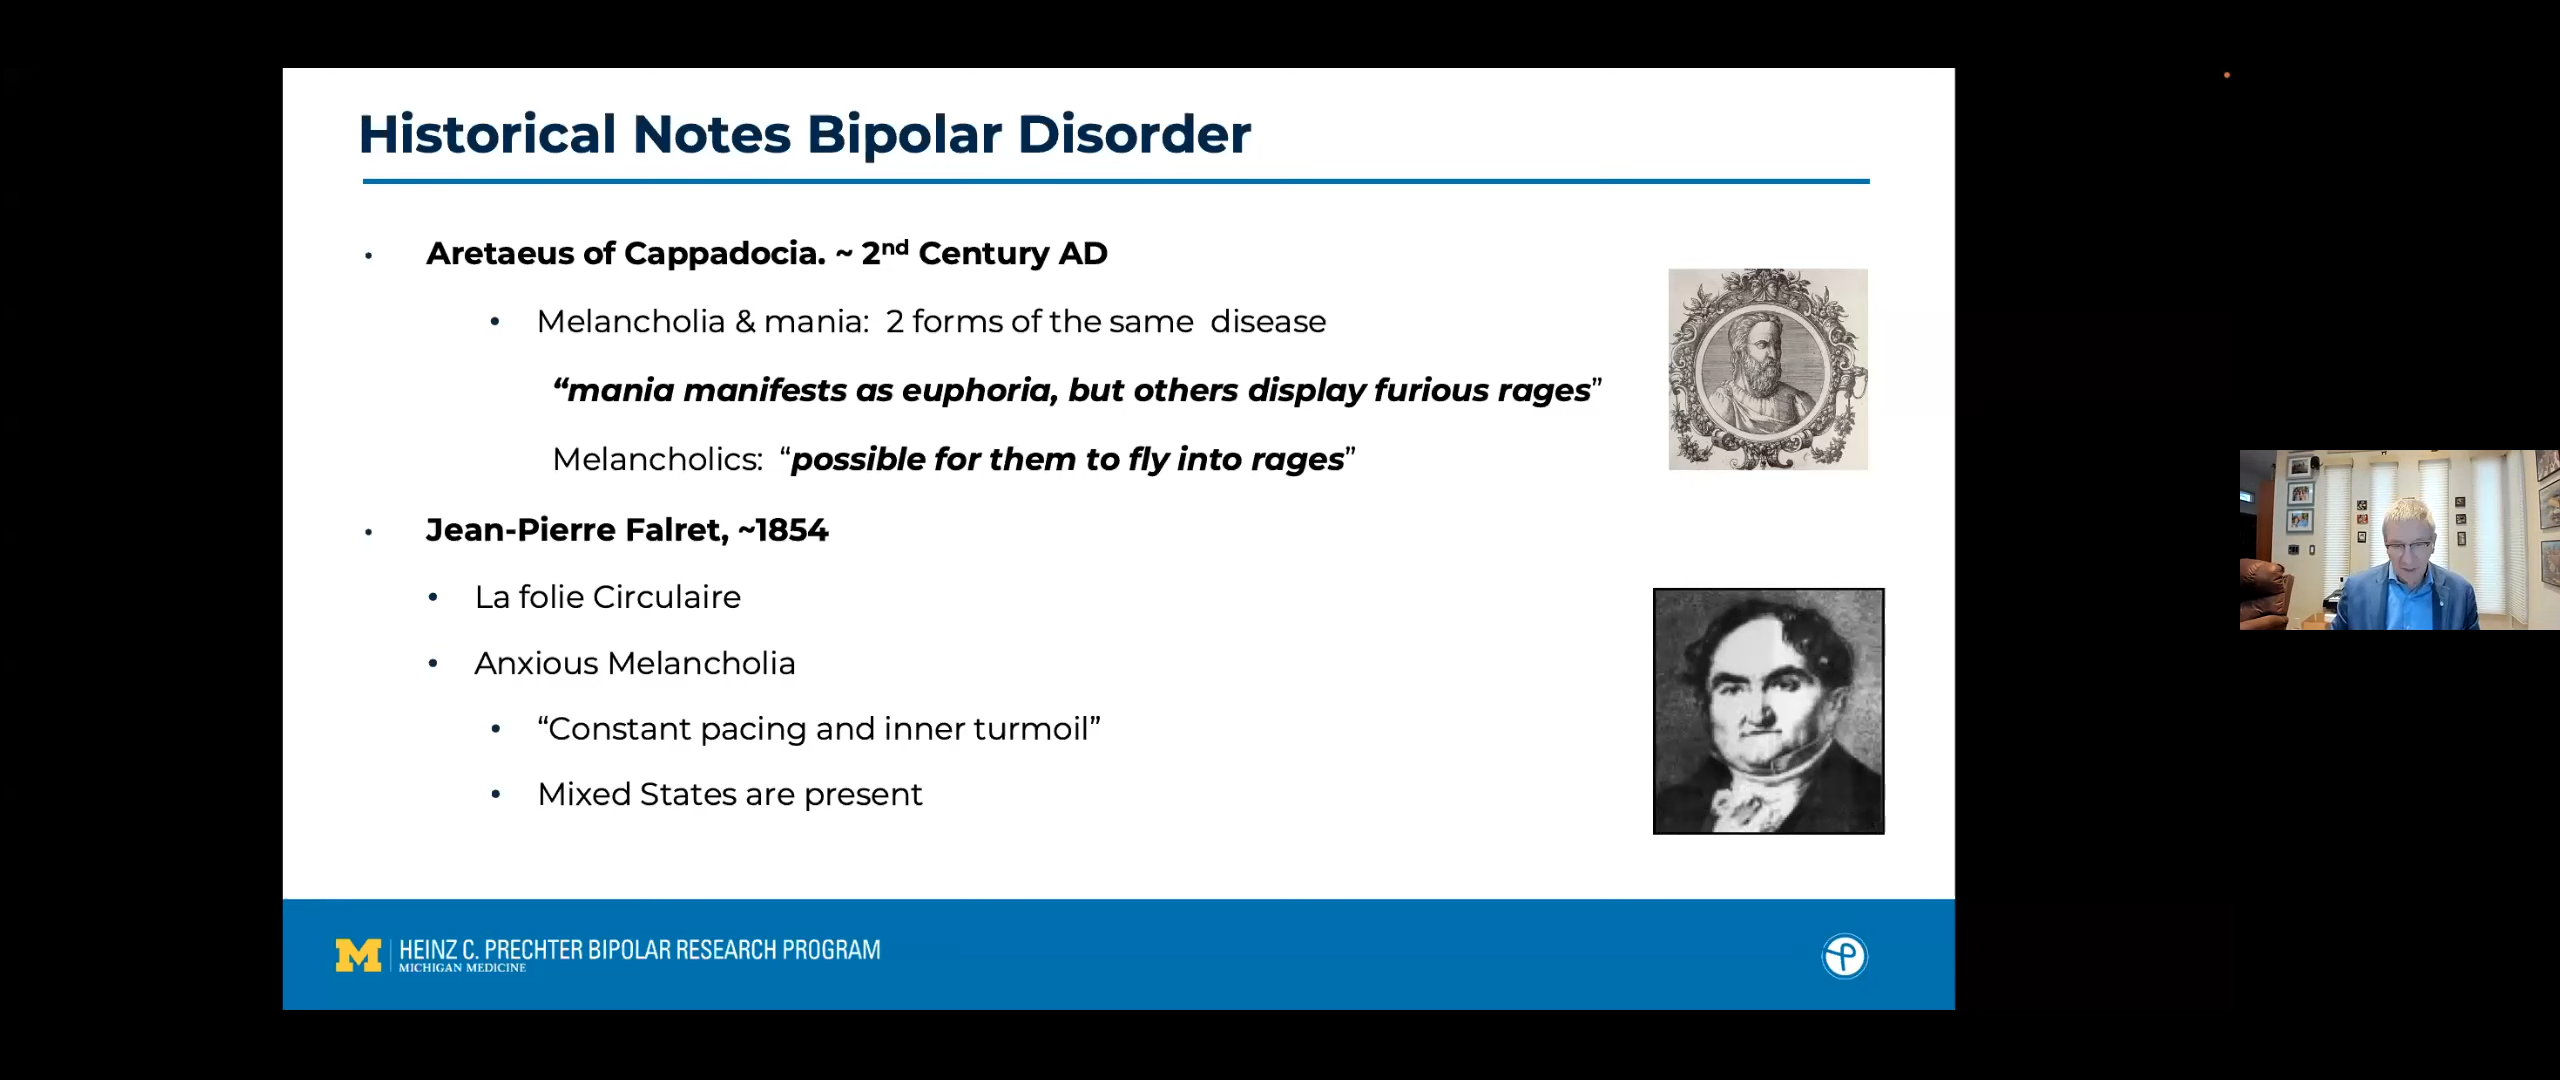 Historical Notes Bipolar Disorder
• Aretaeus of Cappadocia. ~ 2nd Century AD
• Melancholia & mania:  2 forms of the same  disease
“mania manifests as euphoria, but others display furious rages”
Melancholics:  “possible for them to fly into rages”
• Jean-Pierre Falret, ~1854
• La folie Circulaire
• Anxious Melancholia
• “Constant pacing and inner turmoil”
• Mixed States are present
M HEINZ C. PRECHTER BIPOLAR RESEARCH PROGRAM
MICHIGAN MEDICINE